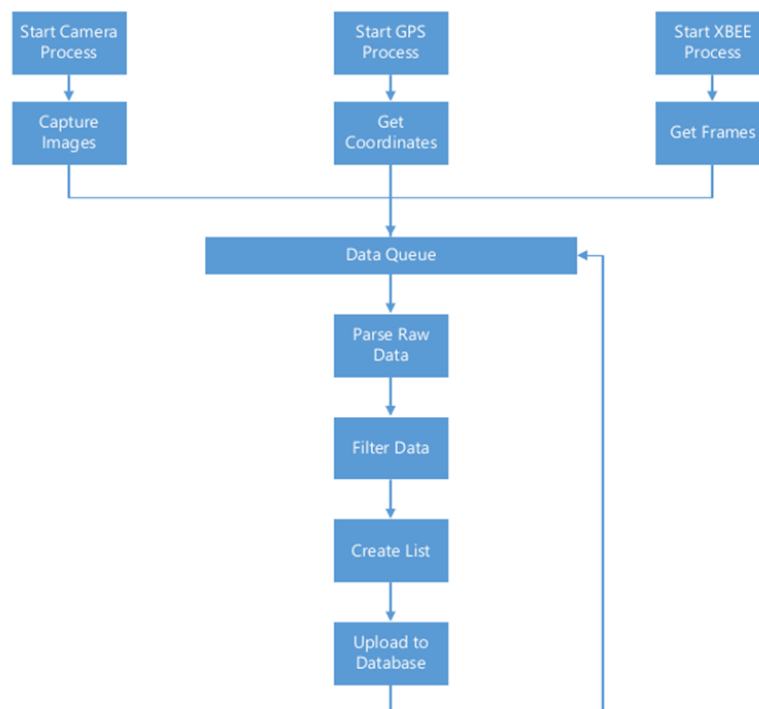 Start Camera
Process
Start GPS
Process
Start XBEE
Process
Capture
Images
Get
Coordinates
Get Frames
Data Queue
Parse Raw
Data
Filter Data
Create List
Upload to
Database